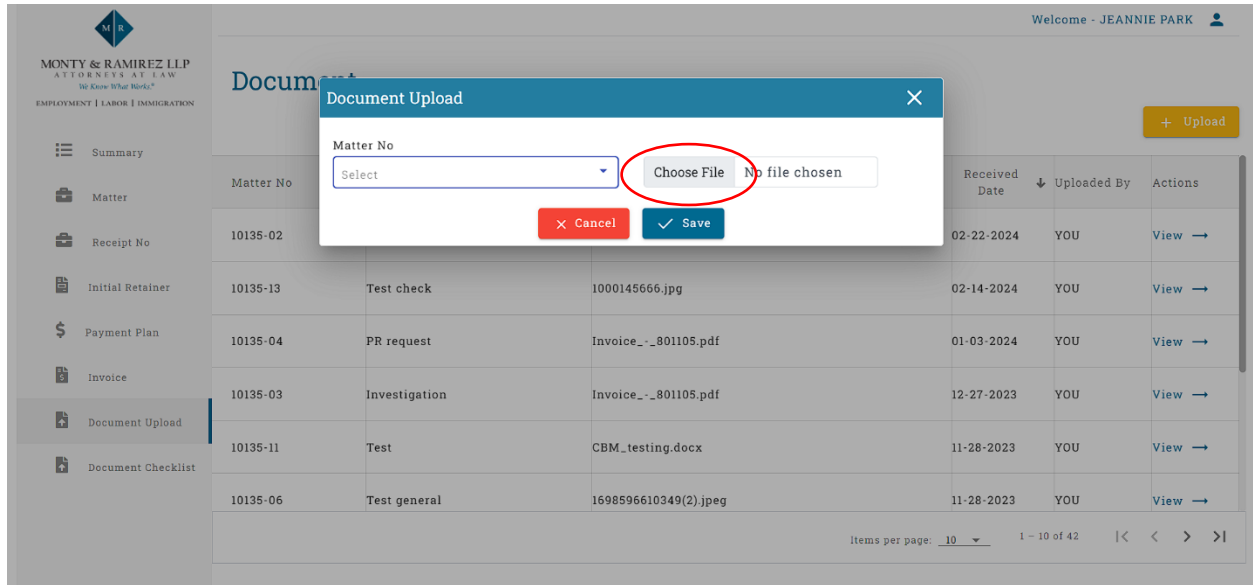 Welcome - JEANNIE PARK
M R
MONTY & RAMIREZ LLP
ATTORNEYS AT LAW
We Know What Works.®
EMPLOYMENT | LABOR | IMMIGRATION
Docum
Document Upload
+ Upload
Matter No
Select
Choose File No file chosen
Cancel
Save
Summary
Matter
Receipt No
Initial Retainer
Payment Plan
Invoice
Document Upload
Document Checklist
Matter No Received Date Uploaded By Actions
10135-02 02-22-2024 YOU View →
10135-13 Test check 1000145666.jpg 02-14-2024 YOU View →
10135-04 PR request Invoice_-_801105.pdf 01-03-2024 YOU View →
10135-03 Investigation Invoice_-_801105.pdf 12-27-2023 YOU View →
10135-11 Test CBM_testing.docx 11-28-2023 YOU View →
10135-06 Test general 1698596610349(2).jpeg 11-28-2023 YOU View →
Items per page: 10 1 – 10 of 42